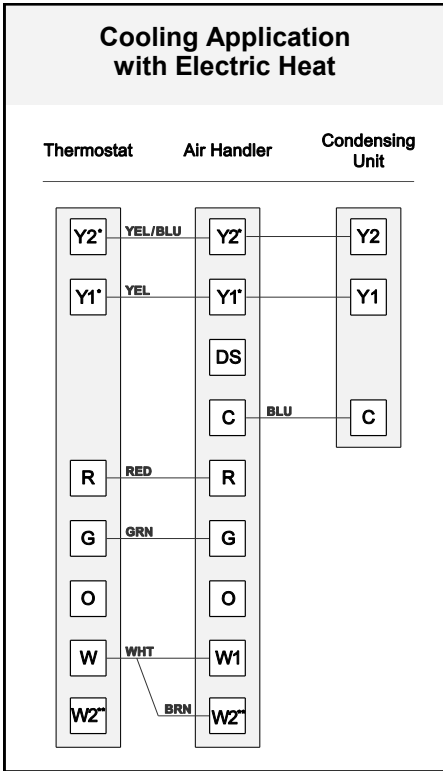 Cooling Application
with Electric Heat
Thermostat Air Handler Condensing
Unit
Y2* YEL/BLU Y2* Y2
Y1* YEL Y1* Y1
DS
C BLU C
R RED R
G GRN G
O O
W WHT W1
W2** BRN W2**